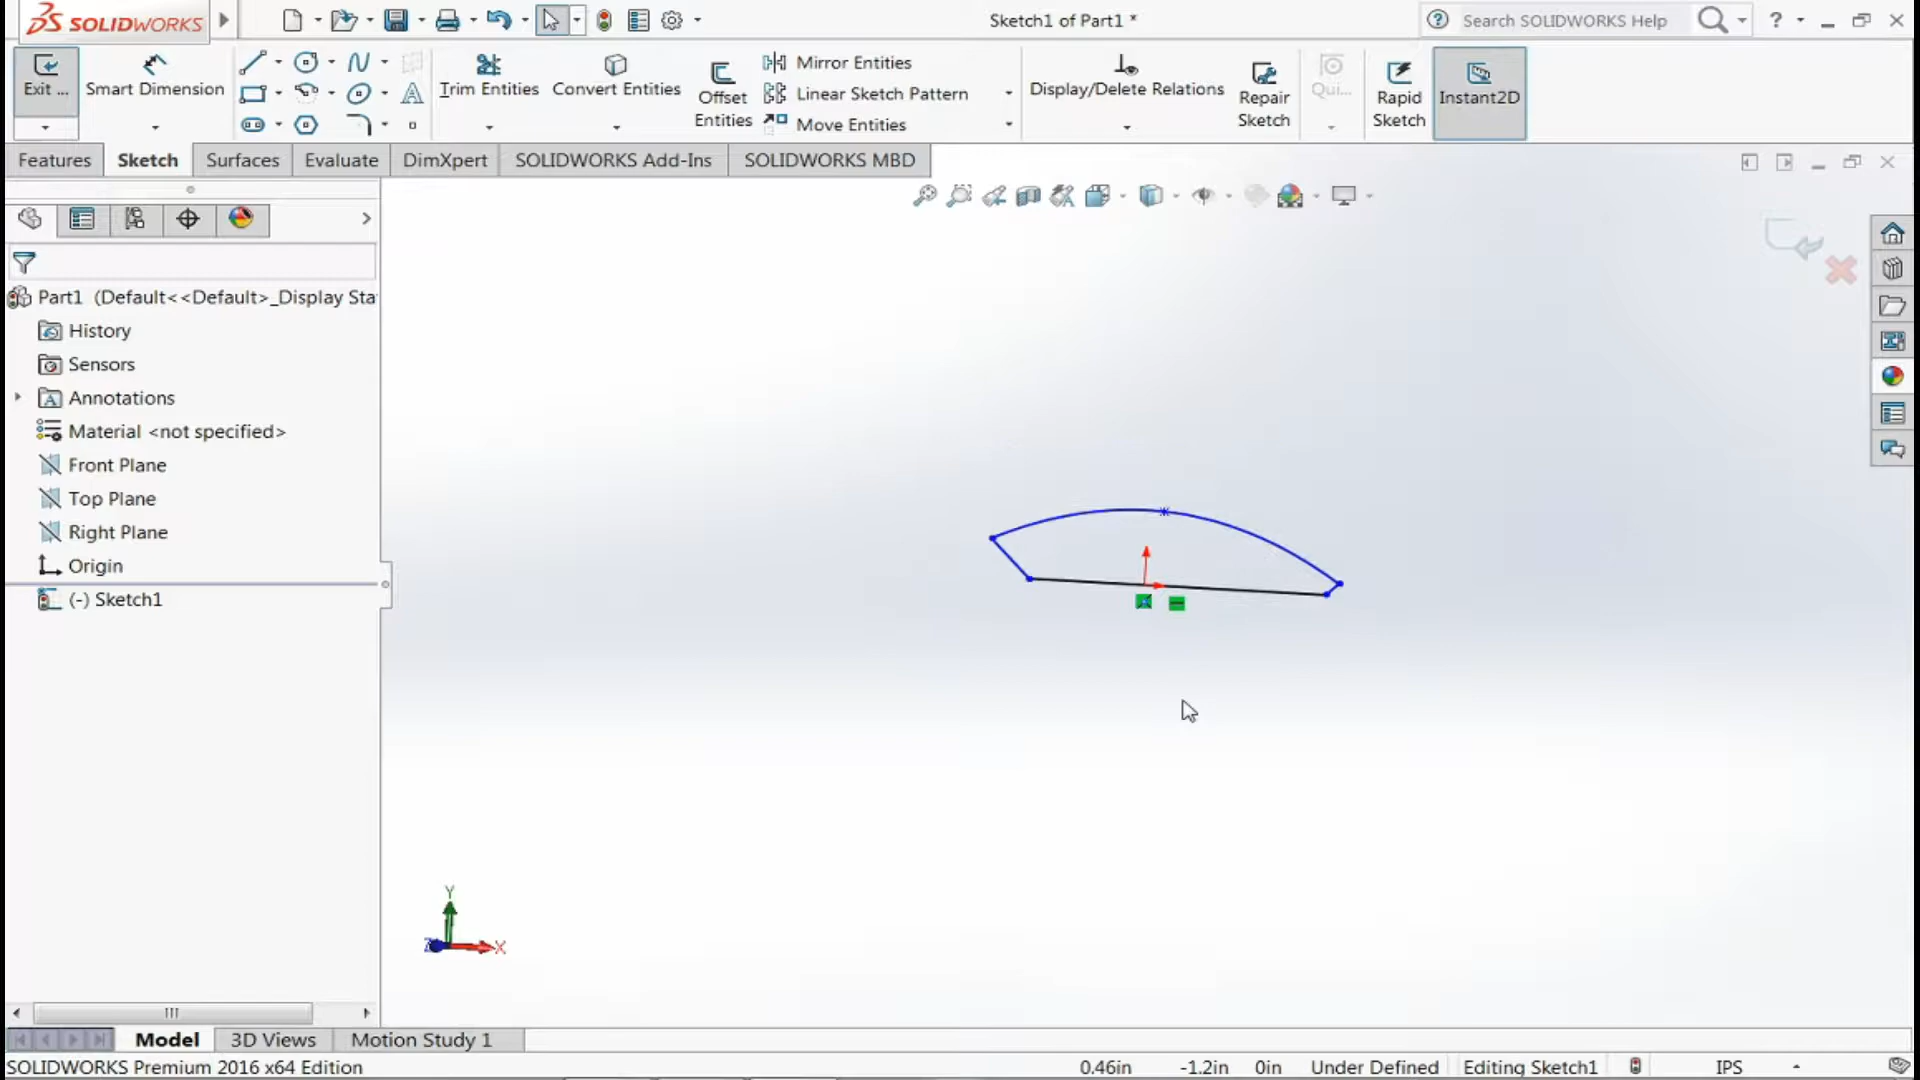 SOLIDWORKS
Sketch1 of Part1 *
Search SOLIDWORKS Help
Exit ...
Smart Dimension
Trim Entities
Convert Entities
Offset Entities
Mirror Entities
Linear Sketch Pattern
Move Entities
Display/Delete Relations
Repair Sketch
Qui...
Rapid Sketch
Instant2D
Features
Sketch
Surfaces
Evaluate
DimXpert
SOLIDWORKS Add-Ins
SOLIDWORKS MBD
Part1 (Default<<Default>_Display Sta
History
Sensors
Annotations
Material <not specified>
Front Plane
Top Plane
Right Plane
Origin
(-) Sketch1
Y
Z
X
Model
3D Views
Motion Study 1
SOLIDWORKS Premium 2016 x64 Edition
0.46in
-1.2in
0in
Under Defined
Editing Sketch1
IPS